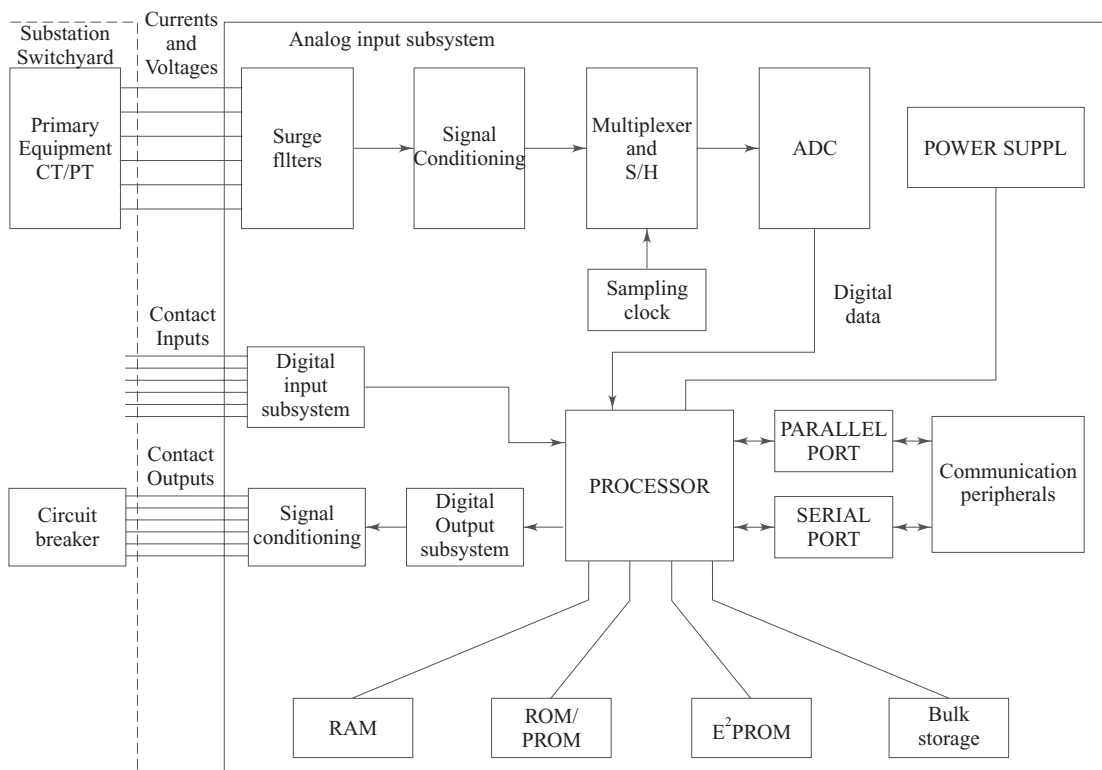 Substation
Switchyard
Currents
and
Voltages
Analog input subsystem
Primary
Equipment
CT/PT
Surge
fllters
Signal
Conditioning
Multiplexer
and
S/H
ADC
POWER SUPPL
Sampling
clock
Digital
data
Contact
Inputs
Digital
input
subsystem
Contact
Outputs
Circuit
breaker
Signal
conditioning
Digital
Output
subsystem
PROCESSOR
PARALLEL
PORT
SERIAL
PORT
Communication
peripherals
RAM
ROM/
PROM
E²PROM
Bulk
storage